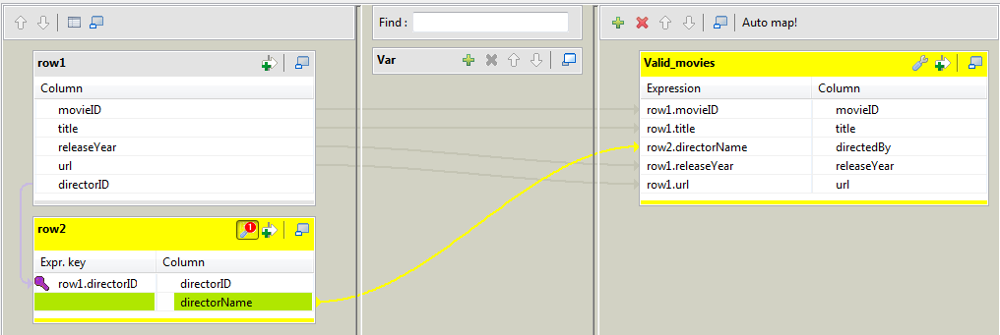 Find :
Auto map!
row1
Column
movieID
title
releaseYear
url
directorID
row2
1
Expr. key Column
row1.directorID directorID
directorName
Var
Valid_movies
Expression Column
row1.movieID movieID
row1.title title
row2.directorName directedBy
row1.releaseYear releaseYear
row1.url url